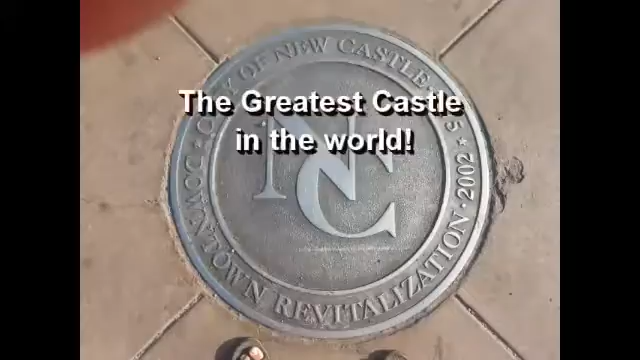 The Greatest Castle
in the world!
CITY OF NEW CASTLE
NC
DOWNTOWN REVITALIZATION · 2002